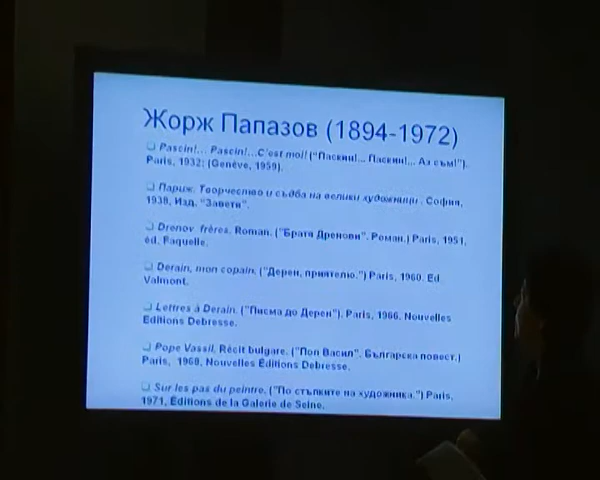 Жорж Папазов (1894-1972)
Pascin!... Pascin!...C'est moi! ("Паскин!... Паскин!... Аз съм!").
Paris, 1932; (Genève, 1959).
Париж. Творчество и съдба на велики художници. София,
1938, Изд. "Завети".
Drenov frères. Roman. ("Братя Дренови". Роман.) Paris, 1951,
éd. Faquelle.
Derain, mon copain. ("Дерен, приятелю.") Paris, 1960. Ed
Valmont.
Lettres à Derain. ("Писма до Дерен"). Paris, 1966. Nouvelles
Editions Debresse.
Pope Vassil, Récit bulgare. ("Поп Васил". Българска повест.)
Paris, 1968, Nouvelles Editions Debresse.
Sur les pas du peintre. ("По стъпките на художника.") Paris,
1971, Éditions de la Galerie de Seine.